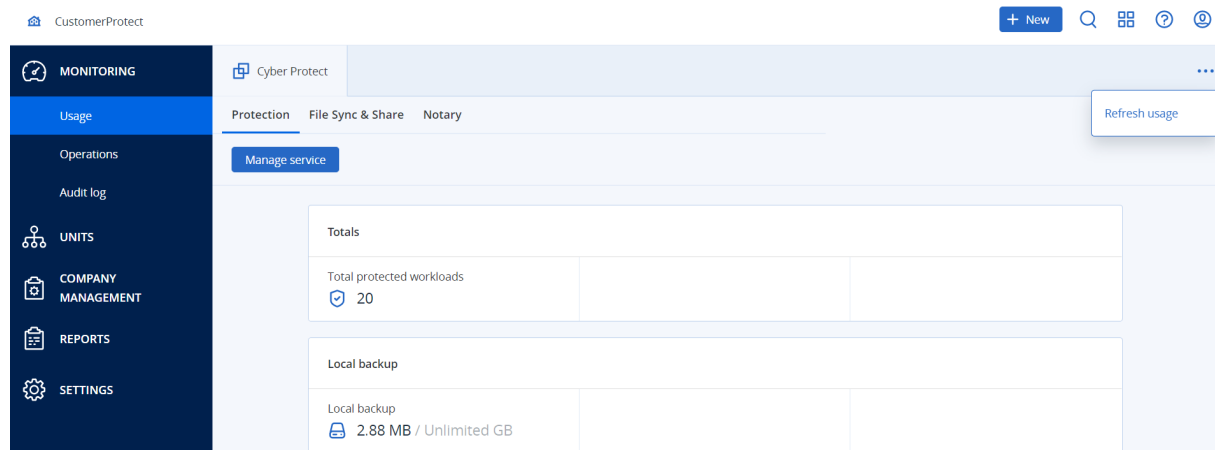 CustomerProtect
+ New
MONITORING
Cyber Protect
Usage
Protection File Sync & Share Notary
Refresh usage
Operations
Manage service
Audit log
UNITS
Totals
COMPANY
MANAGEMENT
Total protected workloads
20
REPORTS
Local backup
SETTINGS
Local backup
2.88 MB / Unlimited GB